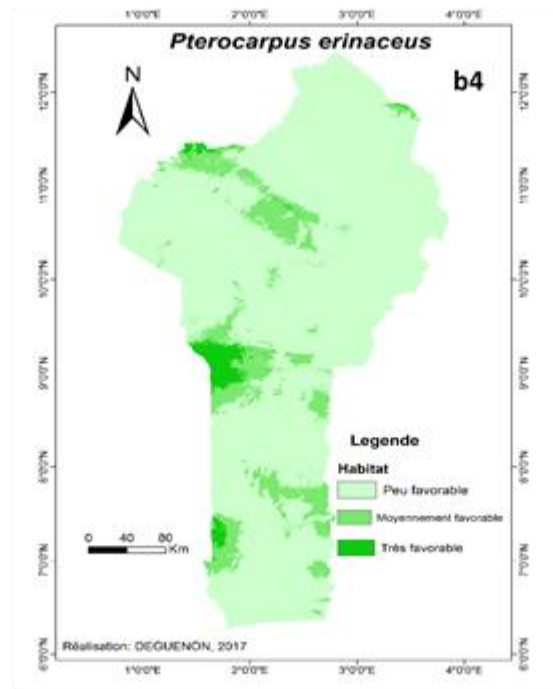 1°0'0"E 2°0'0"E 3°0'0"E 4°0'0"E
Pterocarpus erinaceus
N
b4
12°0'0"N 12°0'0"N
11°0'0"N 11°0'0"N
10°0'0"N 10°0'0"N
9°0'0"N 9°0'0"N
8°0'0"N 8°0'0"N
7°0'0"N 7°0'0"N
6°0'0"N 6°0'0"N
Legende
Habitat
Peu favorable
Moyennement favorable
Très favorable
0 40 80
Km
Réalisation: DEGUENON, 2017
1°0'0"E 2°0'0"E 3°0'0"E 4°0'0"E